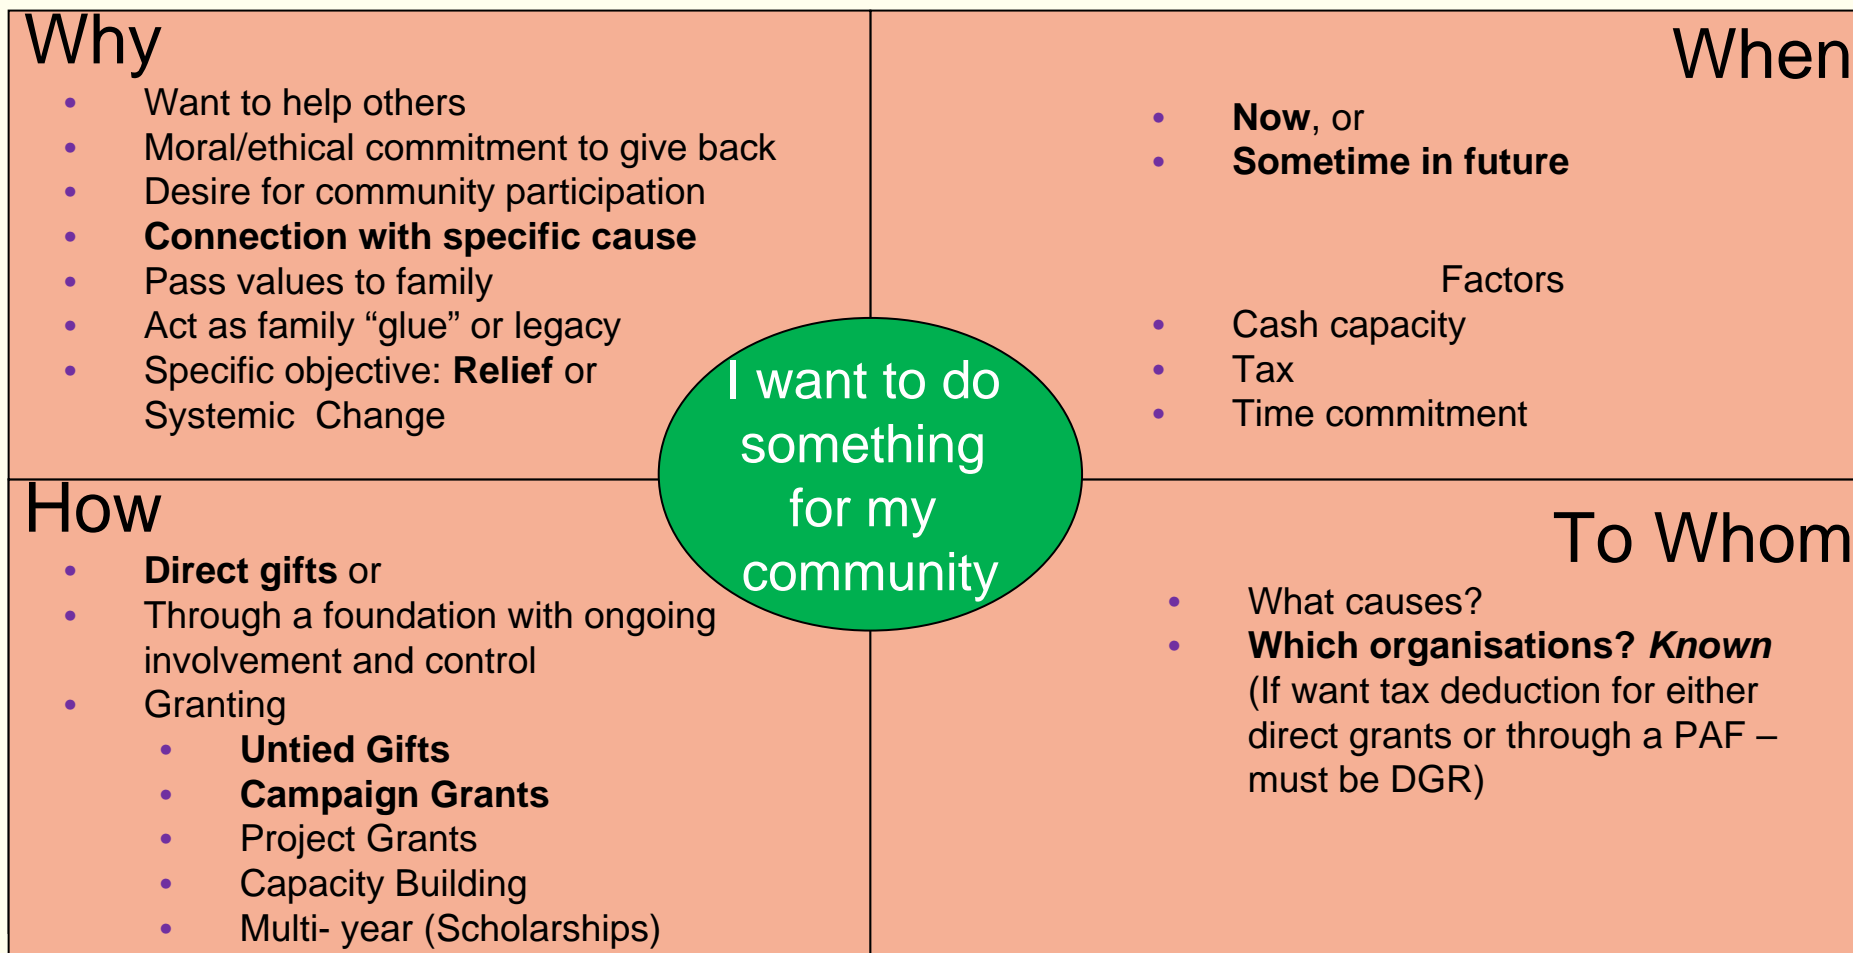 Why
• Want to help others
• Moral/ethical commitment to give back
• Desire for community participation
• Connection with specific cause
• Pass values to family
• Act as family “glue” or legacy
• Specific objective: Relief or
Systemic  Change
When
• Now, or
• Sometime in future
Factors
• Cash capacity
• Tax
• Time commitment
I want to do
something
for my
community
How
• Direct gifts or
• Through a foundation with ongoing
involvement and control
• Granting
• Untied Gifts
• Campaign Grants
• Project Grants
• Capacity Building
• Multi- year (Scholarships)
To Whom
• What causes?
• Which organisations? Known
(If want tax deduction for either
direct grants or through a PAF –
must be DGR)